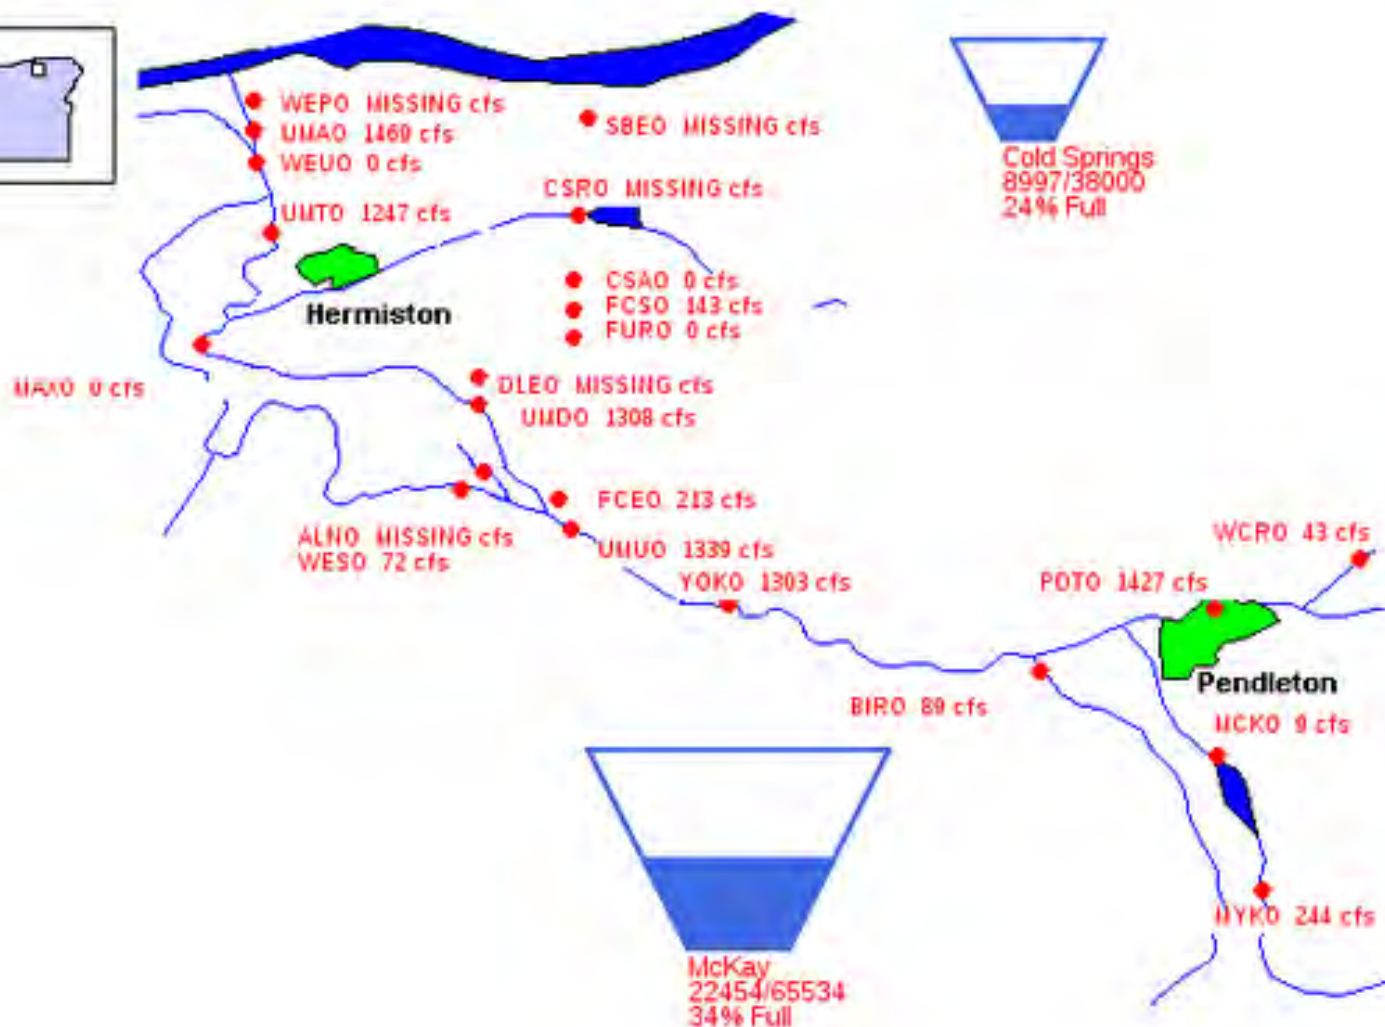 WEPO MISSING cfs
UMAO 1469 cfs
WEUO 0 cfs
SBEO MISSING cfs
Cold Springs
8997/38000
24% Full
CSRO MISSING cfs
UMTO 1247 cfs
CSAO 0 cfs
FCSO 143 cfs
FURO 0 cfs
Hermiston
MAXO 0 cfs
DLEO MISSING cfs
UMDO 1308 cfs
FCEO 213 cfs
ALNO MISSING cfs
WESO 72 cfs
UMUO 1339 cfs
YOKO 1303 cfs
WCRO 43 cfs
POTO 1427 cfs
Pendleton
BIRO 89 cfs
MCKO 9 cfs
MYKO 244 cfs
McKay
22454/65534
34% Full